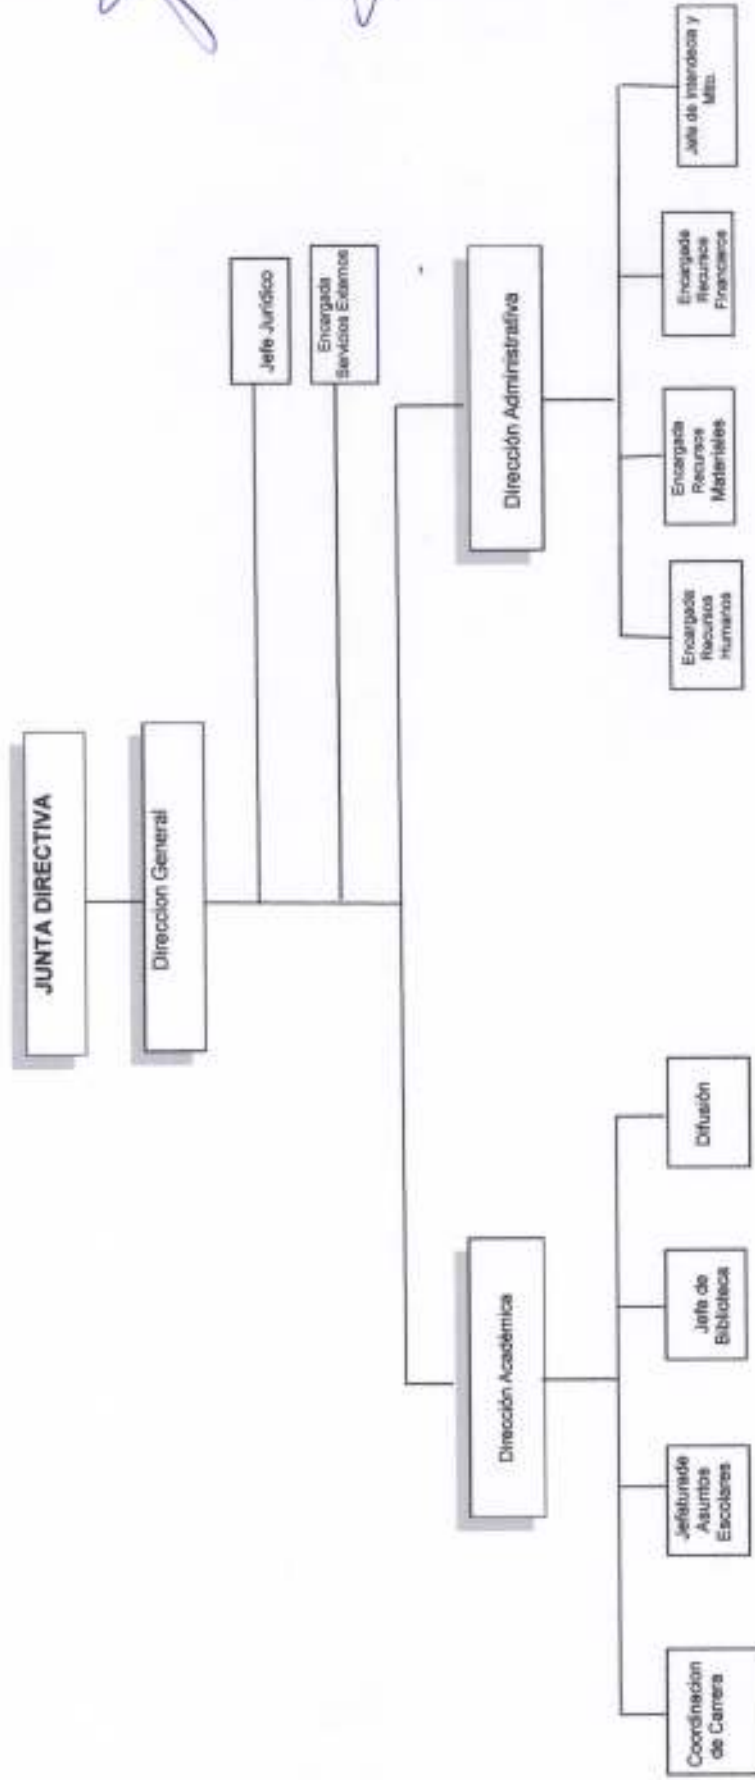 JUNTA DIRECTIVA
Direccion General
Jefe Jurídico
Encargada
Servicios Externos
Dirección Académica
Dirección Administrativa
Coordinacion
de Carrera
Jefaturade
Asuntos
Escolares
Jefe de
Biblioteca
Difusión
Encargada
Recursos
Humanos
Encargada
Recursos
Materiales
Encargada
Recursos
Financieros
Jefe de Intendecia y
Mtto.